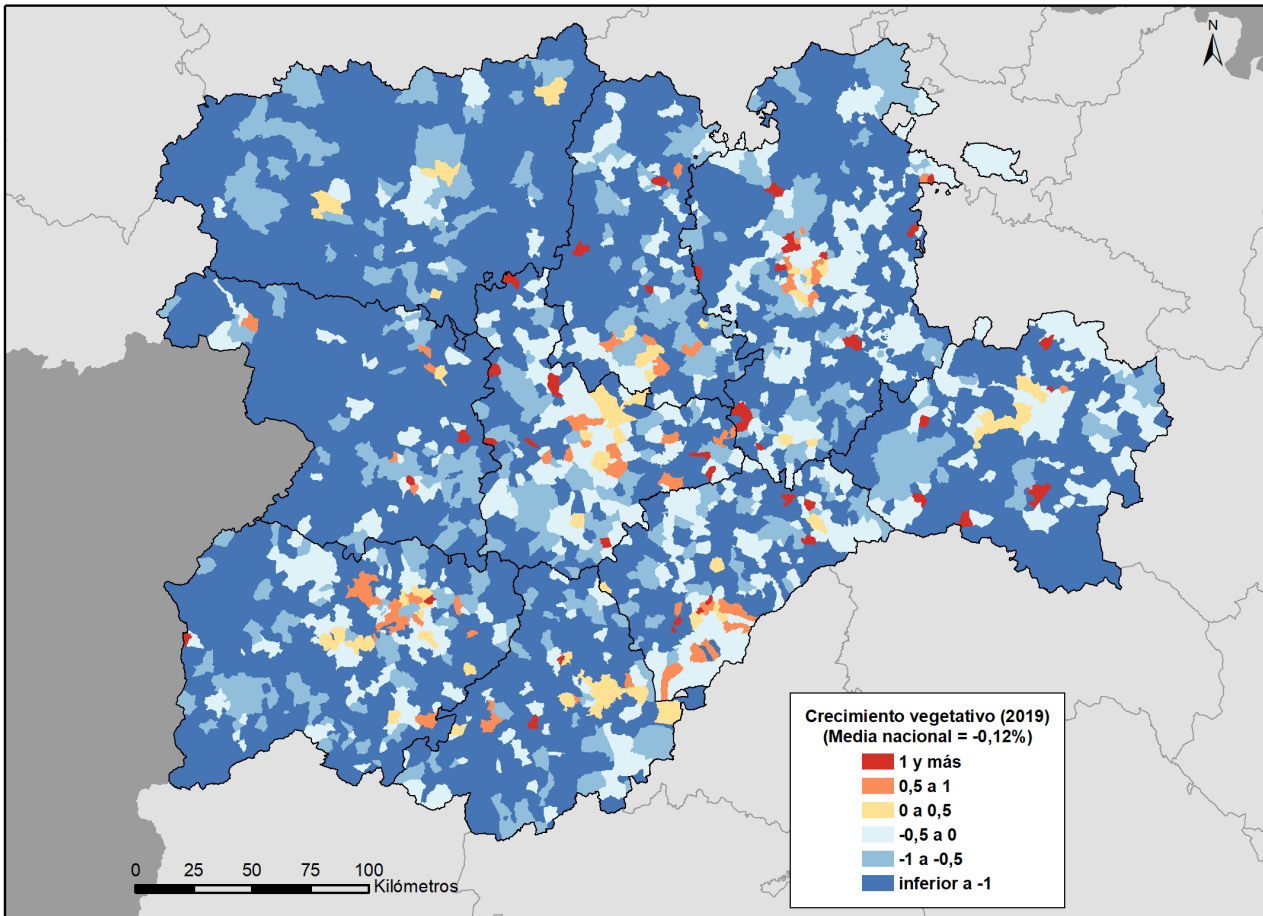 N
Crecimiento vegetativo (2019)
(Media nacional = -0,12%)
1 y más
0,5 a 1
0 a 0,5
-0,5 a 0
-1 a -0,5
inferior a -1
0 25 50 75 100
Kilómetros